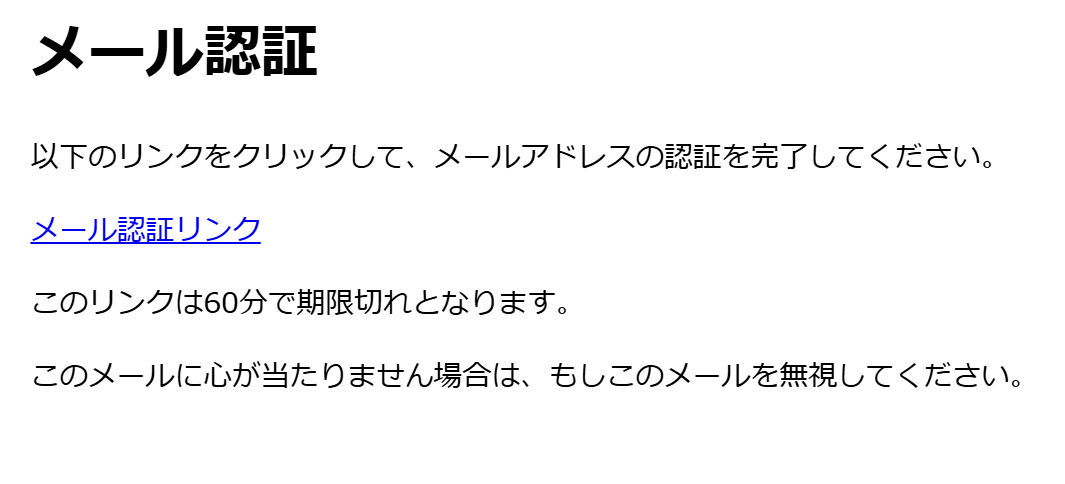 メール認証
以下のリンクをクリックして、メールアドレスの認証を完了してください。
メール認証リンク
このリンクは60分で期限切れとなります。
このメールに心が当たりません場合は、もしこのメールを無視してください。